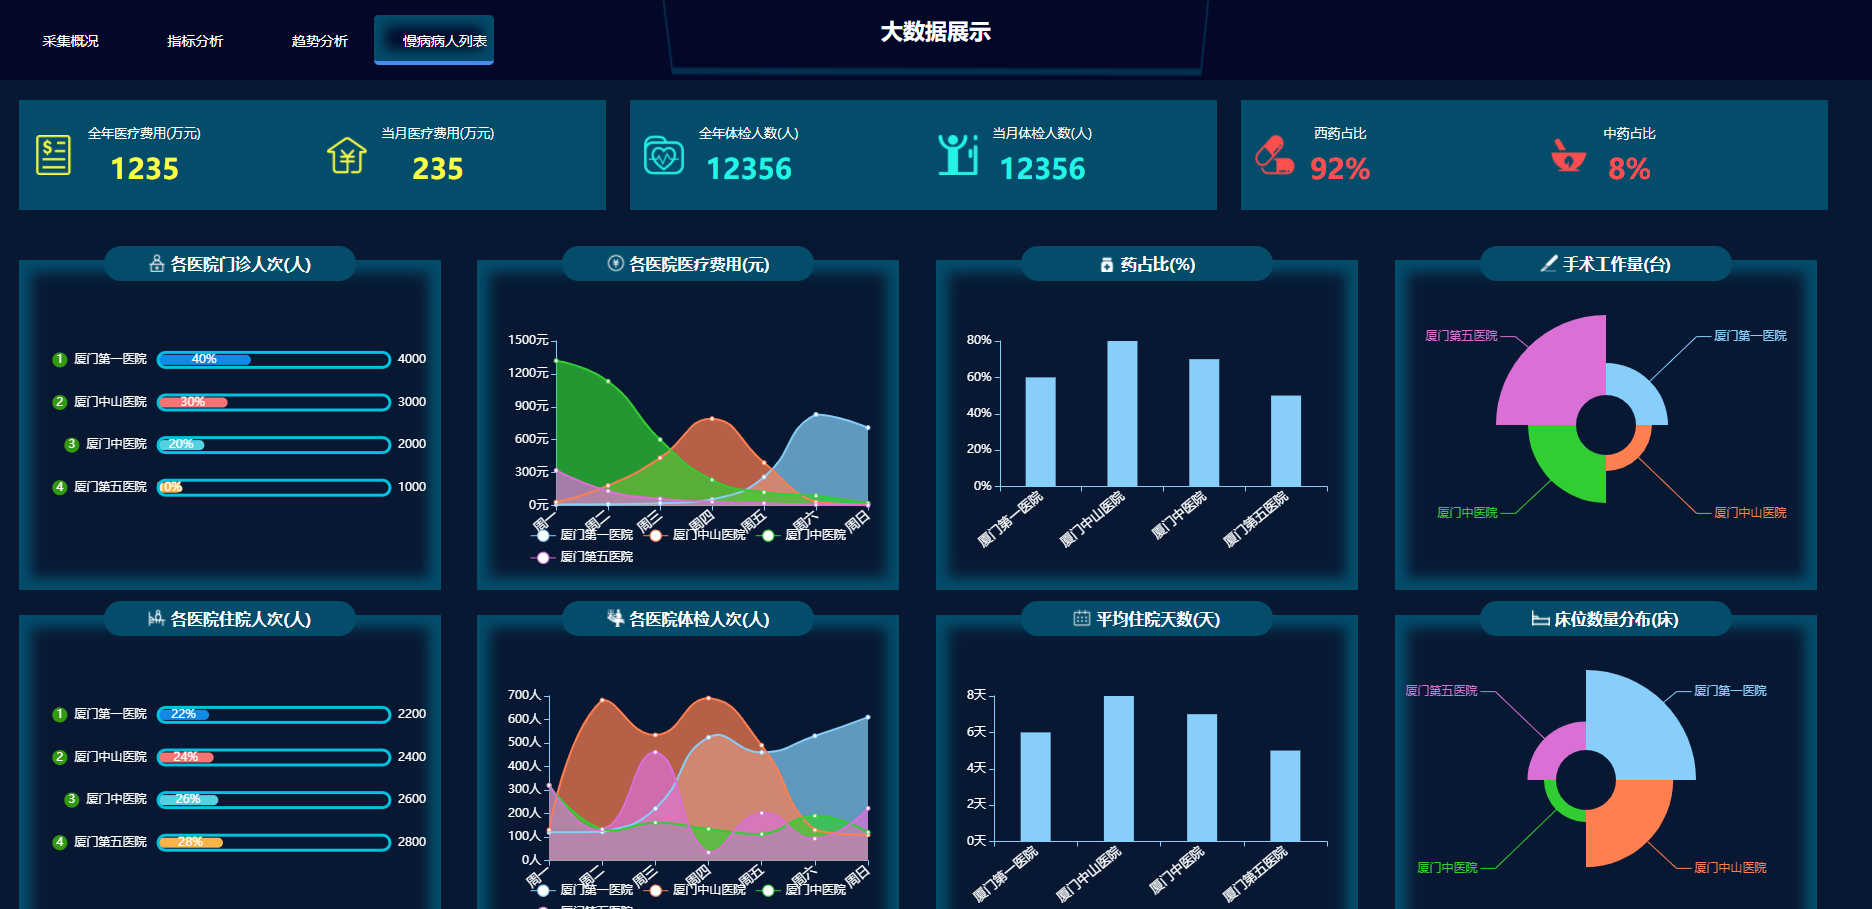 采集概况
指标分析
趋势分析
慢病病人列表
大数据展示
全年医疗费用(万元)
1235
当月医疗费用(万元)
235
全年体检人数(人)
12356
当月体检人数(人)
12356
西药占比
92%
中药占比
8%
各医院门诊人次(人)
1 厦门第一医院 40% 4000
2 厦门中山医院 30% 3000
3 厦门中医院 20% 2000
4 厦门第五医院 10% 1000
各医院医疗费用(元)
1500元
1200元
900元
600元
300元
0元
周一 周二 周三 周四 周五 周六 周日
厦门第一医院 厦门中山医院 厦门中医院
厦门第五医院
药占比(%)
80%
60%
40%
20%
0%
厦门第一医院 厦门中山医院 厦门中医院 厦门第五医院
手术工作量(台)
厦门第五医院 厦门第一医院
厦门中医院 厦门中山医院
各医院住院人次(人)
1 厦门第一医院 22% 2200
2 厦门中山医院 24% 2400
3 厦门中医院 26% 2600
4 厦门第五医院 28% 2800
各医院体检人次(人)
700人
600人
500人
400人
300人
200人
100人
0人
周一 周二 周三 周四 周五 周六 周日
厦门第一医院 厦门中山医院 厦门中医院
平均住院天数(天)
8天
6天
4天
2天
0天
厦门第一医院 厦门中山医院 厦门中医院 厦门第五医院
床位数量分布(床)
厦门第五医院 厦门第一医院
厦门中医院 厦门中山医院